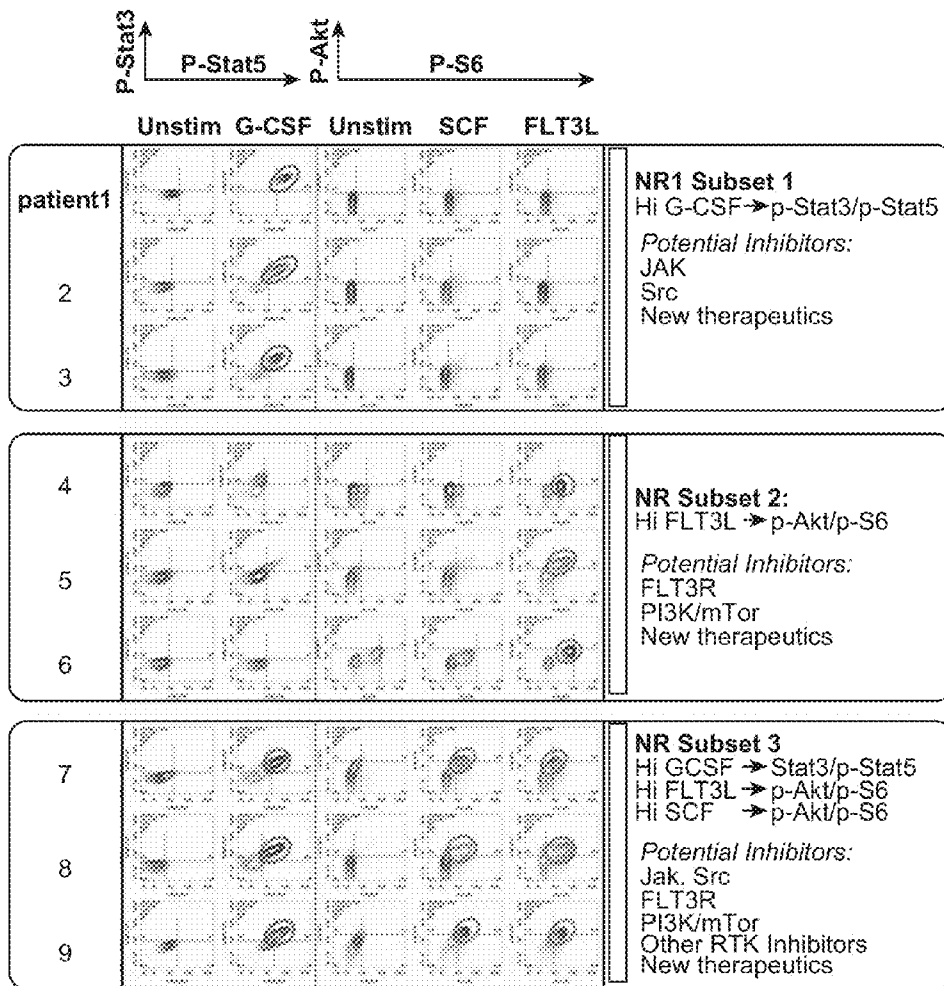 P-Stat3
P-Stat5
P-Akt
P-S6
Unstim G-CSF Unstim SCF FLT3L
patient1
2
3
NR1 Subset 1
Hi G-CSF→p-Stat3/p-Stat5
Potential Inhibitors:
JAK
Src
New therapeutics
4
5
6
NR Subset 2:
Hi FLT3L → p-Akt/p-S6
Potential Inhibitors:
FLT3R
PI3K/mTor
New therapeutics
7
8
9
NR Subset 3
Hi GCSF → Stat3/p-Stat5
Hi FLT3L → p-Akt/p-S6
Hi SCF → p-Akt/p-S6
Potential Inhibitors:
Jak. Src
FLT3R
PI3K/mTor
Other RTK Inhibitors
New therapeutics